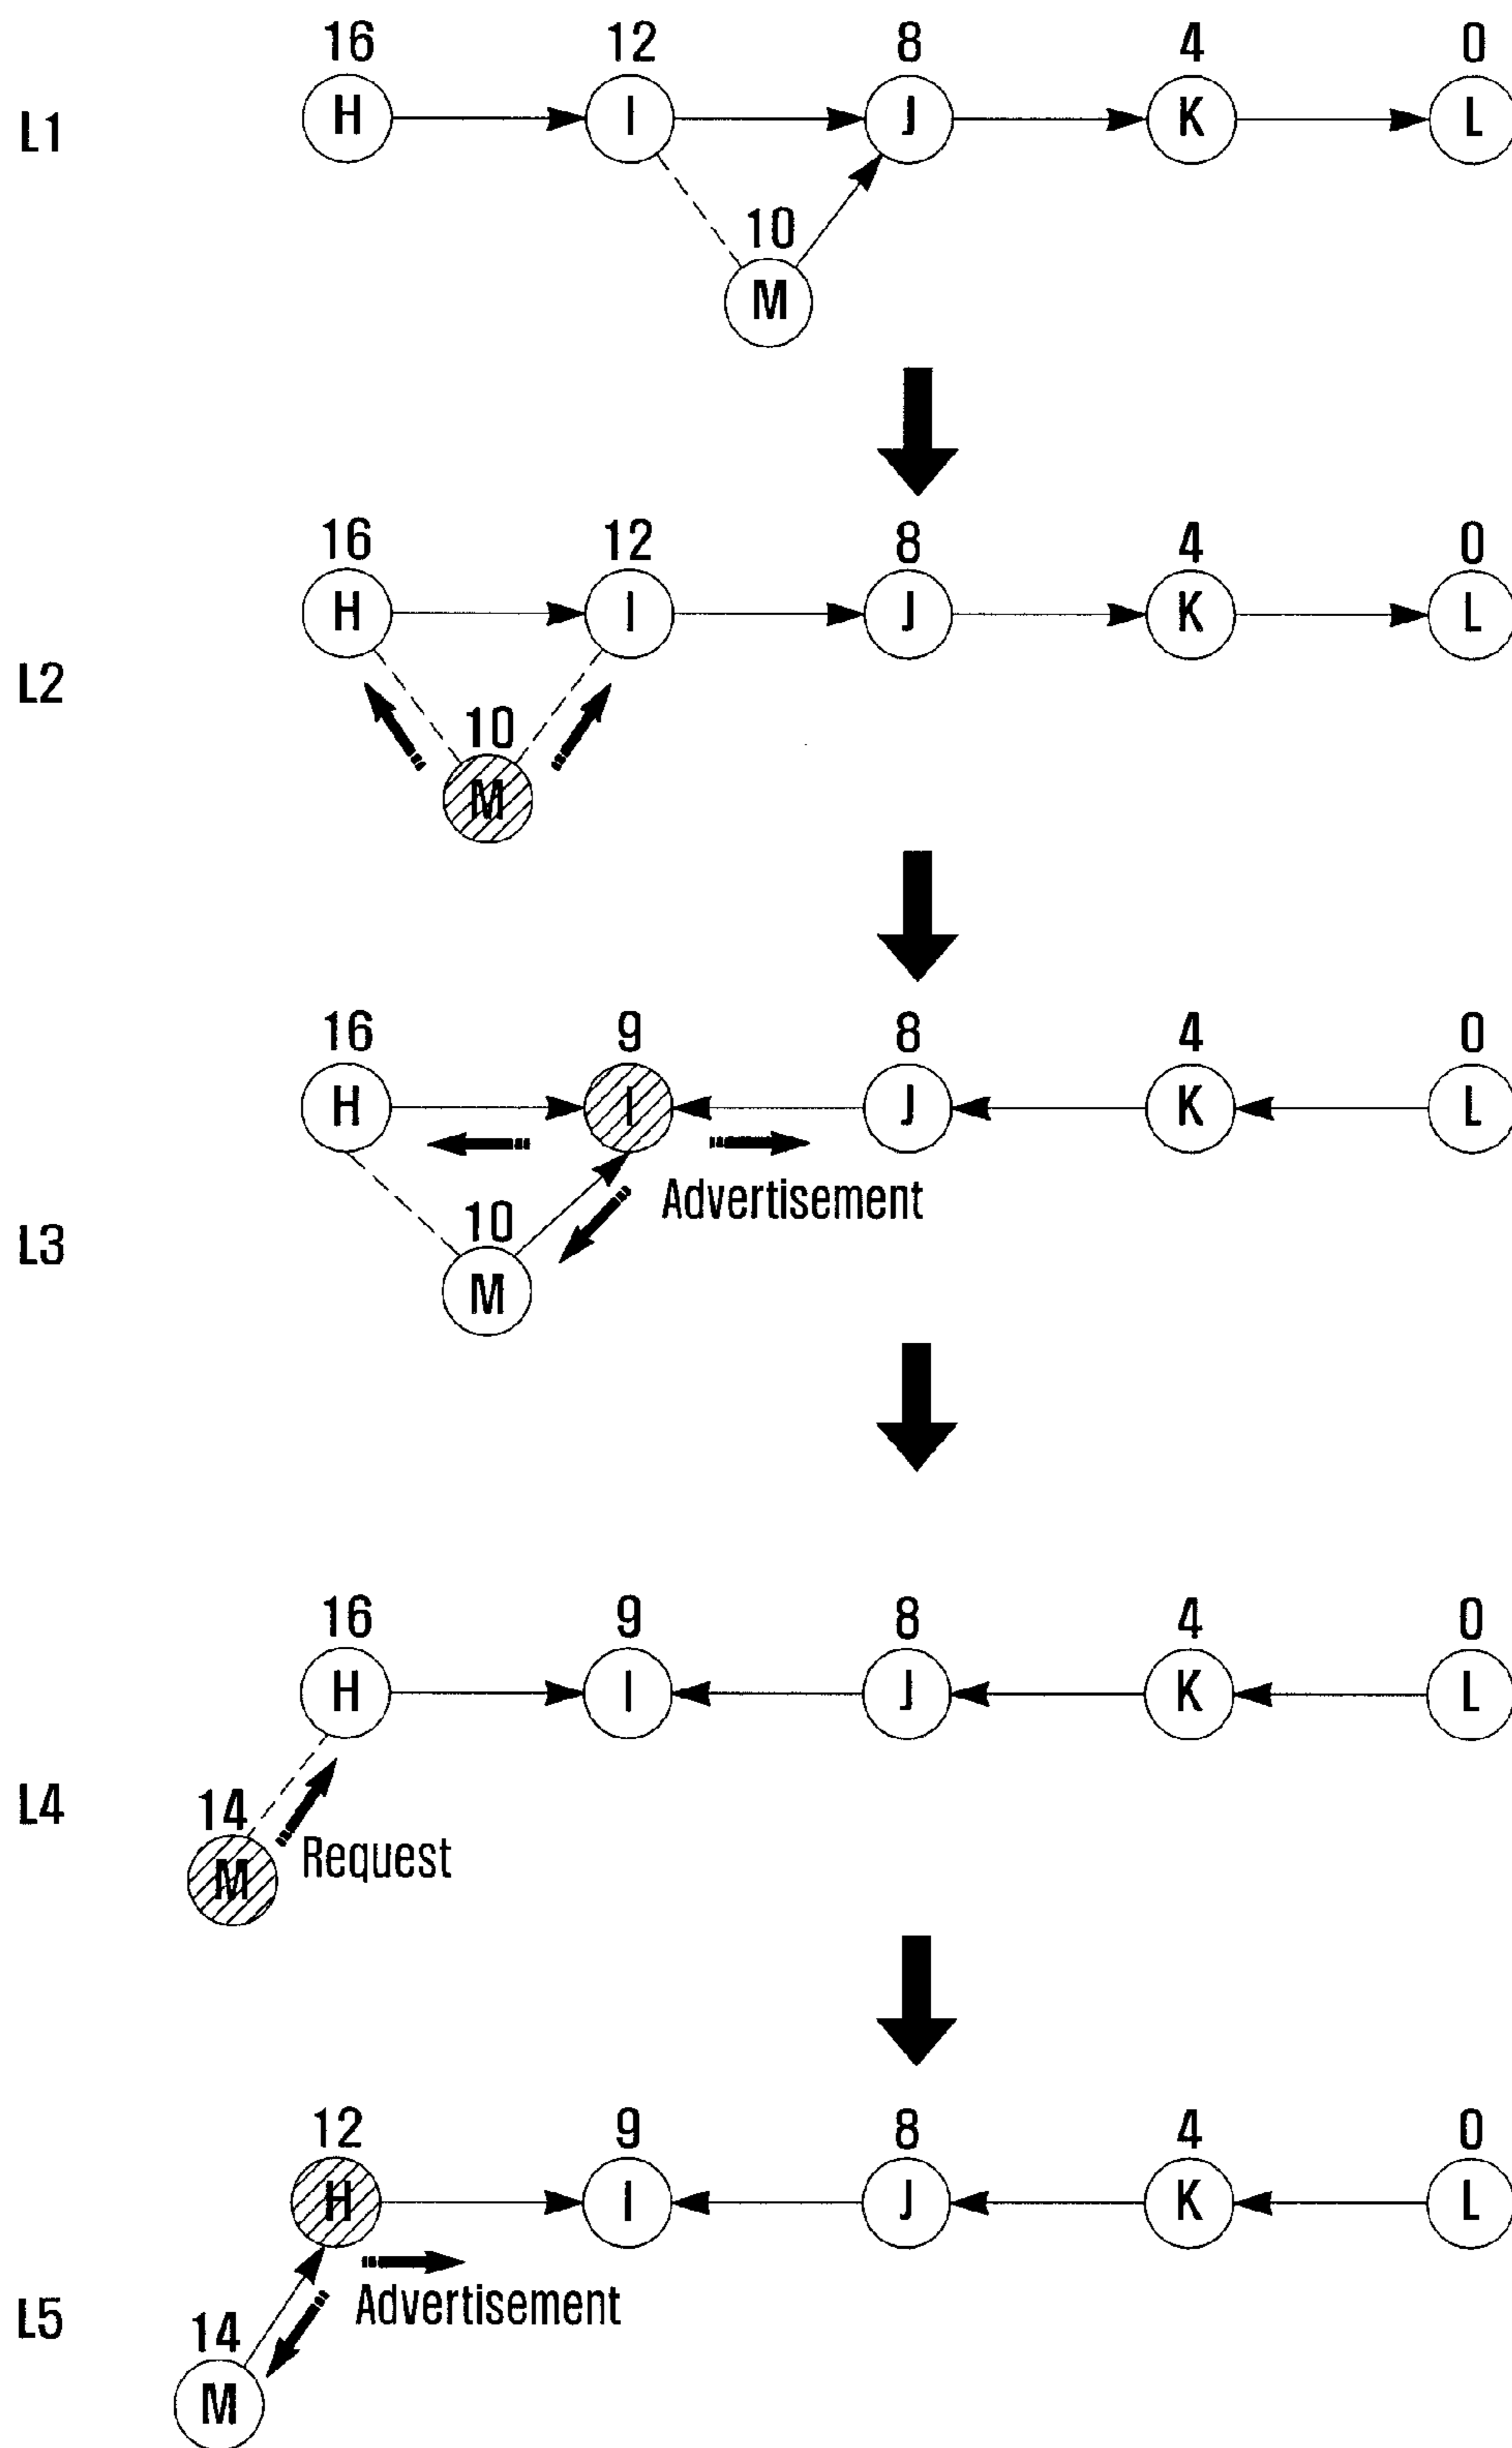 16 12 8 4 0
L1 H I J K L
10
M
16 12 8 4 0
H I J K L
L2
10
M
16 9 8 4 0
H I J K L
Advertisement
L3 10
M
16 9 8 4 0
H I J K L
L4 14
M Request
12 9 8 4 0
H I J K L
Advertisement
L5 14
M